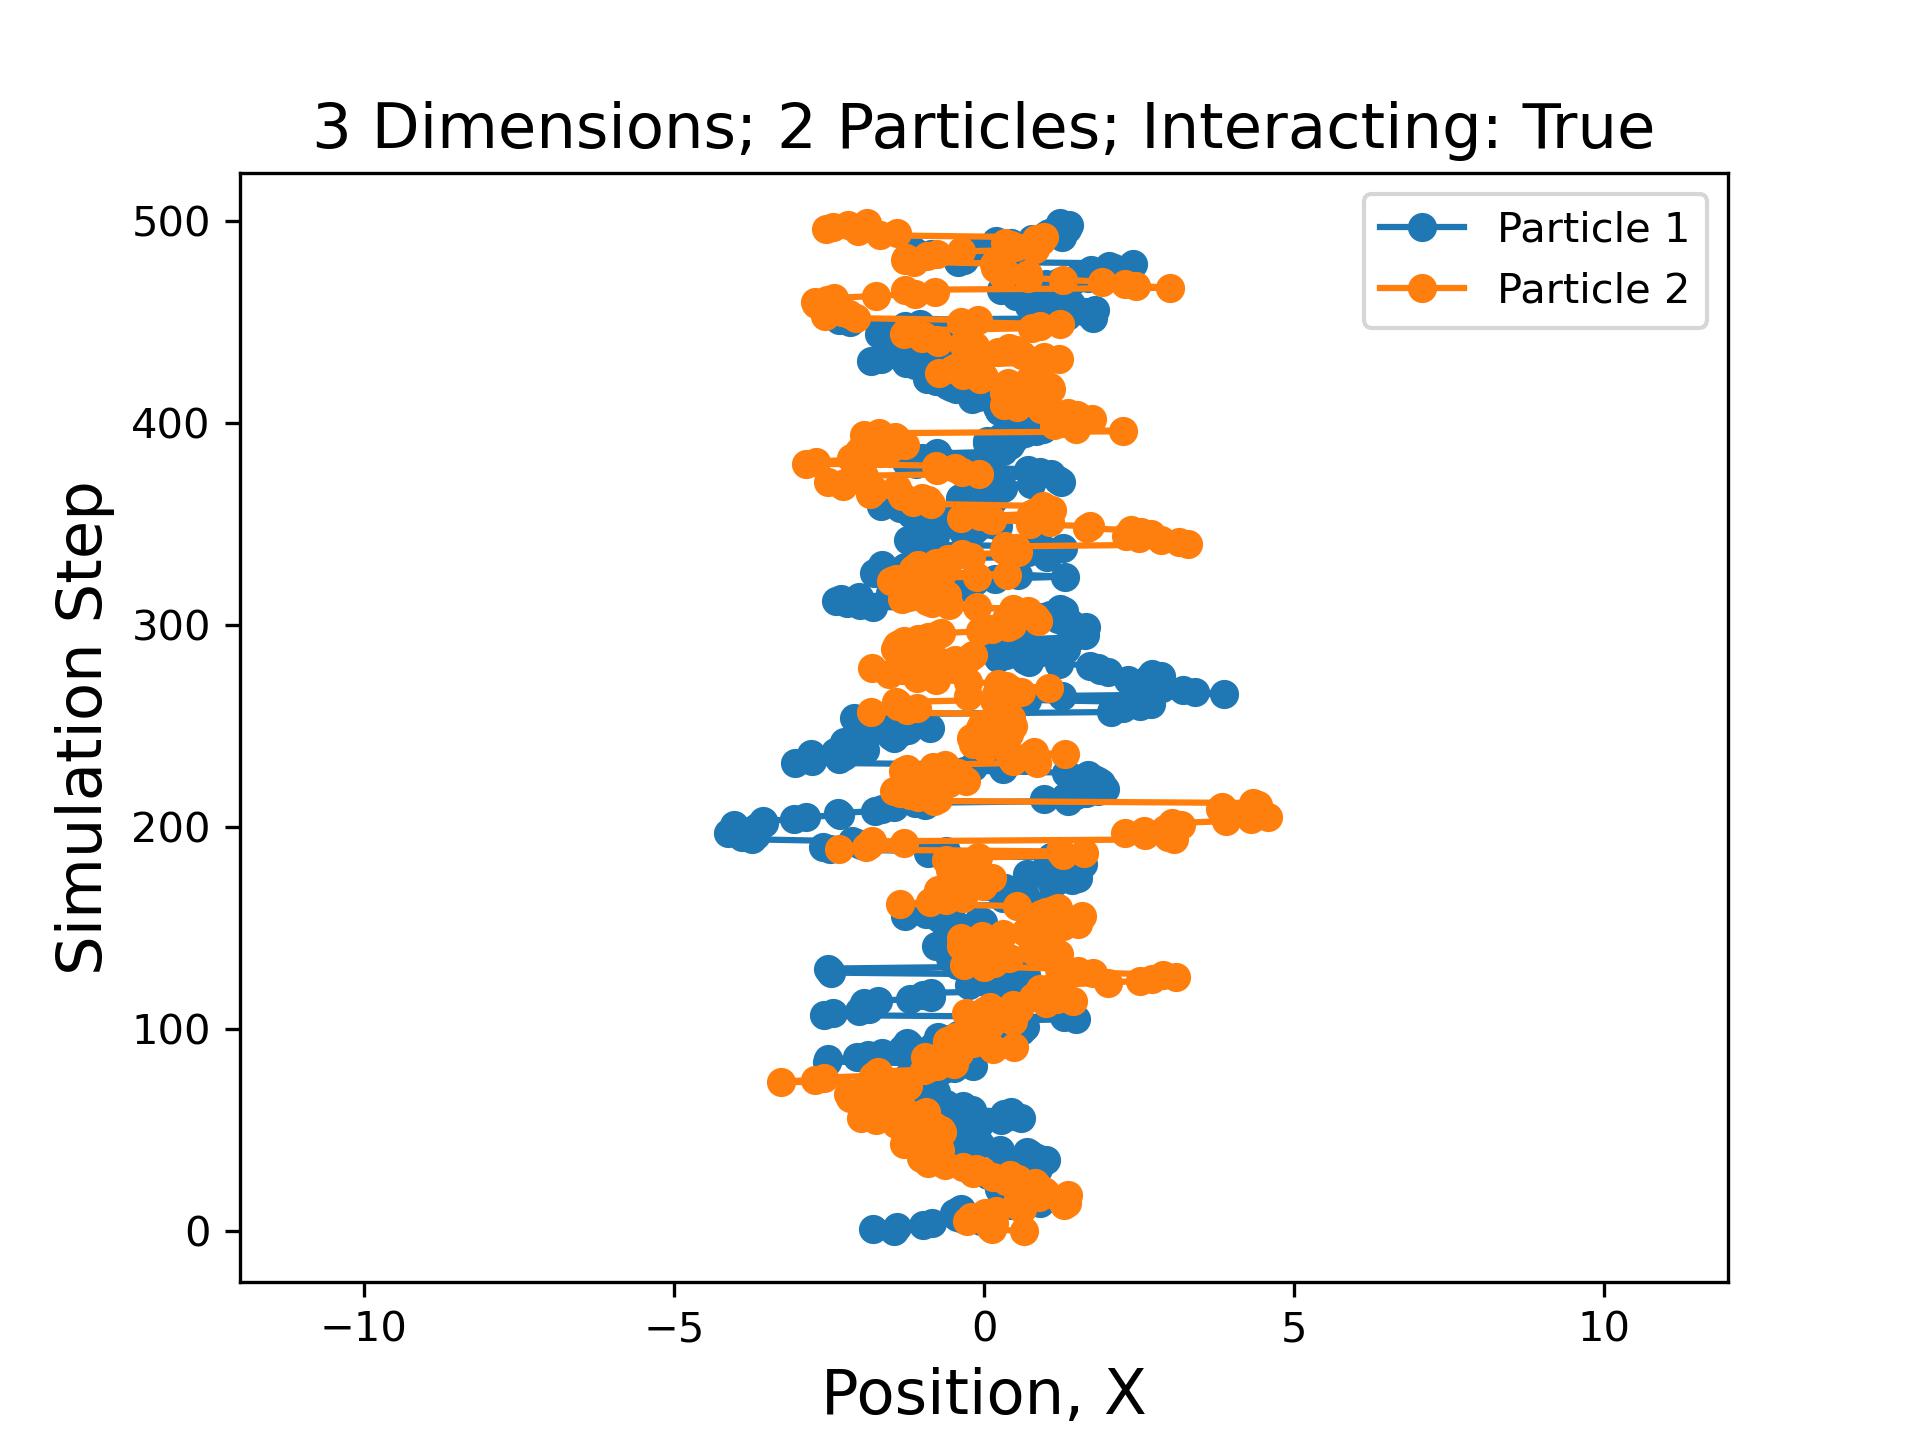 3 Dimensions; 2 Particles; Interacting: True
Particle 1
Particle 2
500
400
300
200
100
0
Simulation Step
−10
−5
0
5
10
Position, X